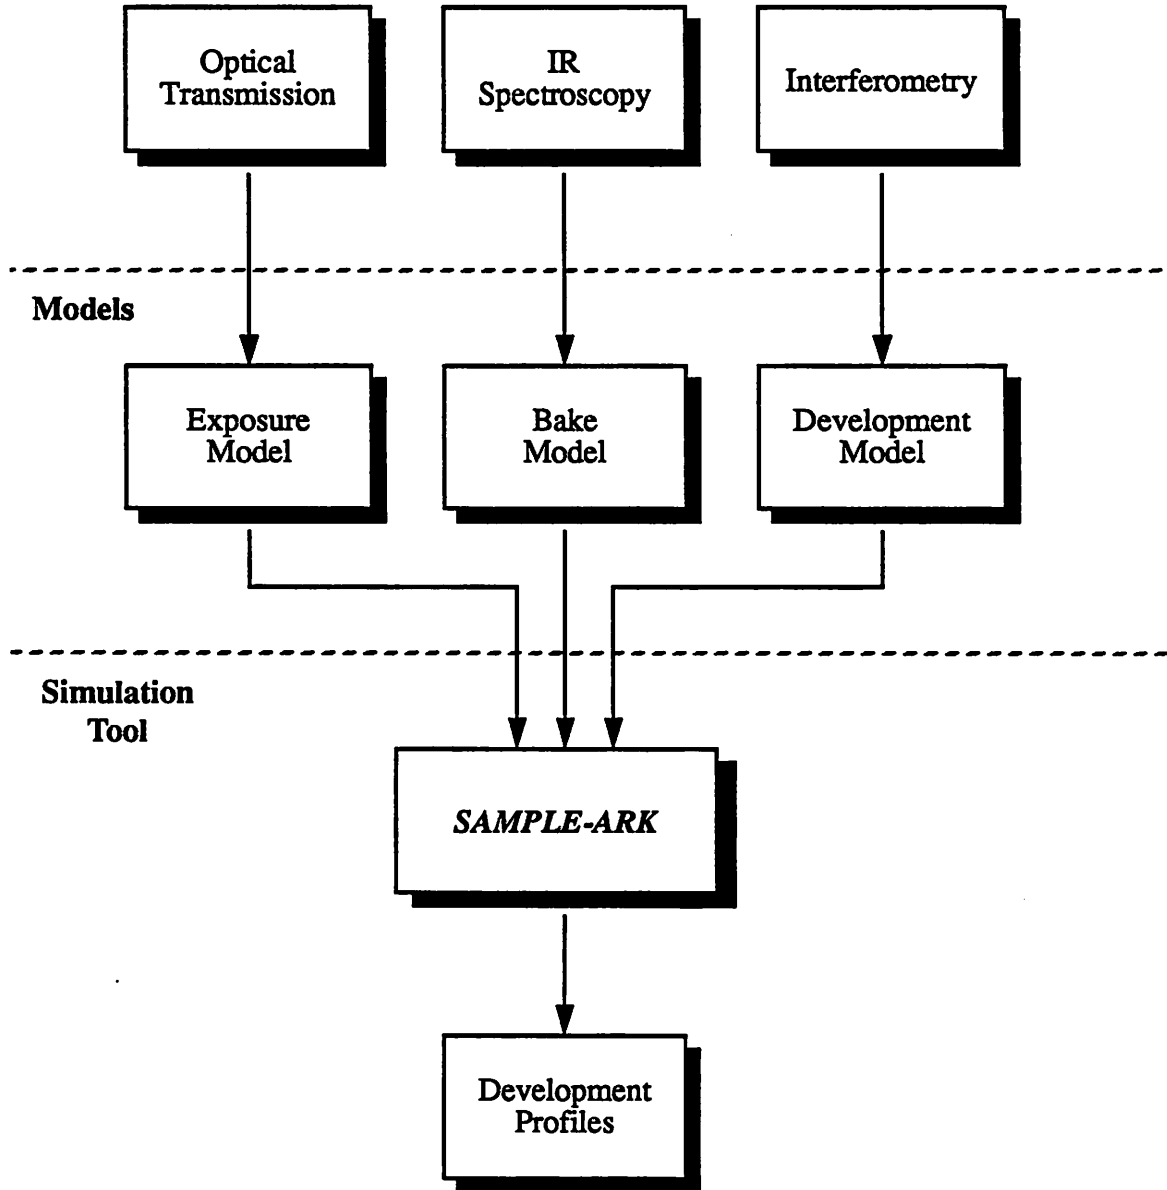 Optical
Transmission
IR
Spectroscopy
Interferometry
Models
Exposure
Model
Bake
Model
Development
Model
Simulation
Tool
SAMPLE-ARK
Development
Profiles